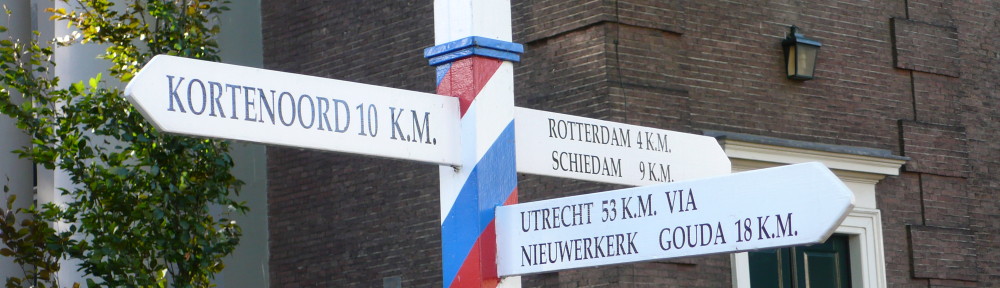 KORTENOORD 10 K.M.
ROTTERDAM 4 K.M.
SCHIEDAM 9 K.M.
UTRECHT 53 K.M. VIA
NIEUWERKERK GOUDA 18 K.M.